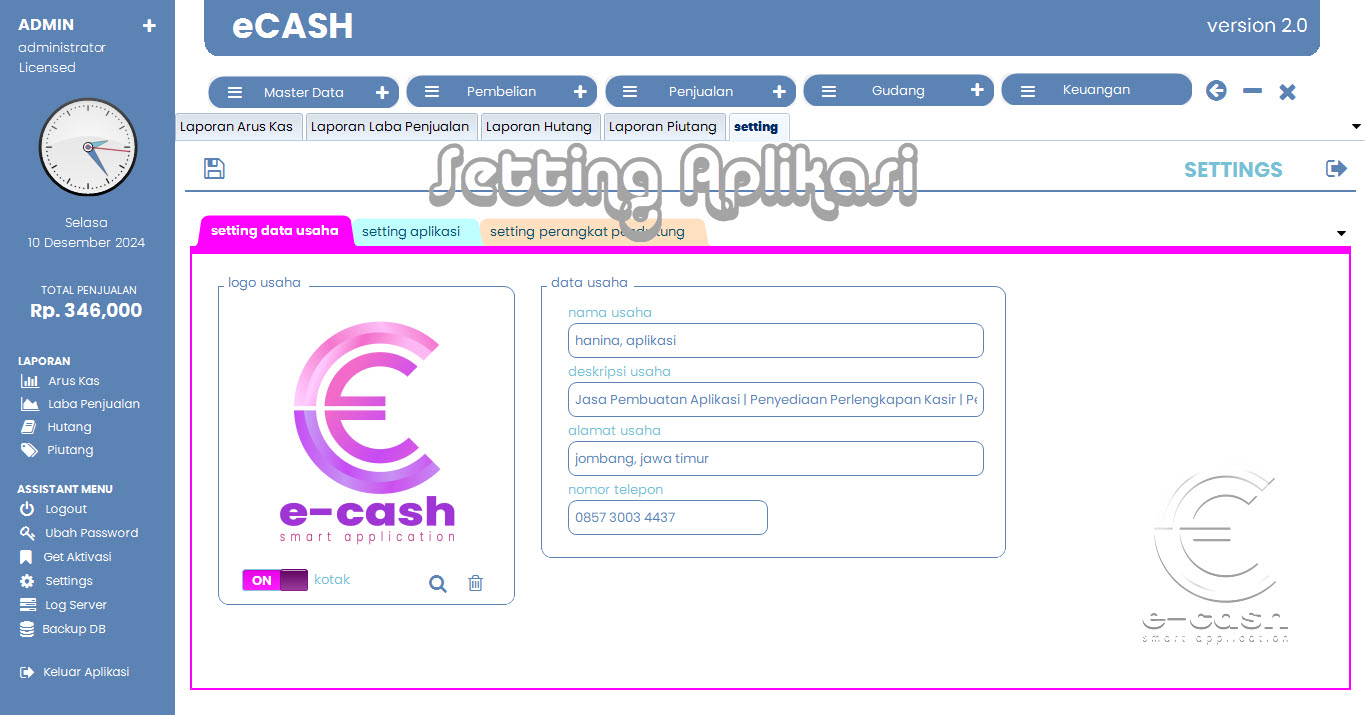 ADMIN
administrator
Licensed
Selasa
10 Desember 2024
TOTAL PENJUALAN
Rp. 346,000
LAPORAN
Arus Kas
Laba Penjualan
Hutang
Piutang
ASSISTANT MENU
Logout
Ubah Password
Get Aktivasi
Settings
Log Server
Backup DB
Keluar Aplikasi
eCASH
version 2.0
Master Data
Pembelian
Penjualan
Gudang
Keuangan
Laporan Arus Kas
Laporan Laba Penjualan
Laporan Hutang
Laporan Piutang
setting
Setting Aplikasi
SETTINGS
setting data usaha
setting aplikasi
setting perangkat pendukung
logo usaha
e-cash
smart application
ON
kotak
data usaha
nama usaha
hanina, aplikasi
deskripsi usaha
Jasa Pembuatan Aplikasi | Penyediaan Perlengkapan Kasir | Pe
alamat usaha
jombang, jawa timur
nomor telepon
0857 3003 4437
e-cash
smart application